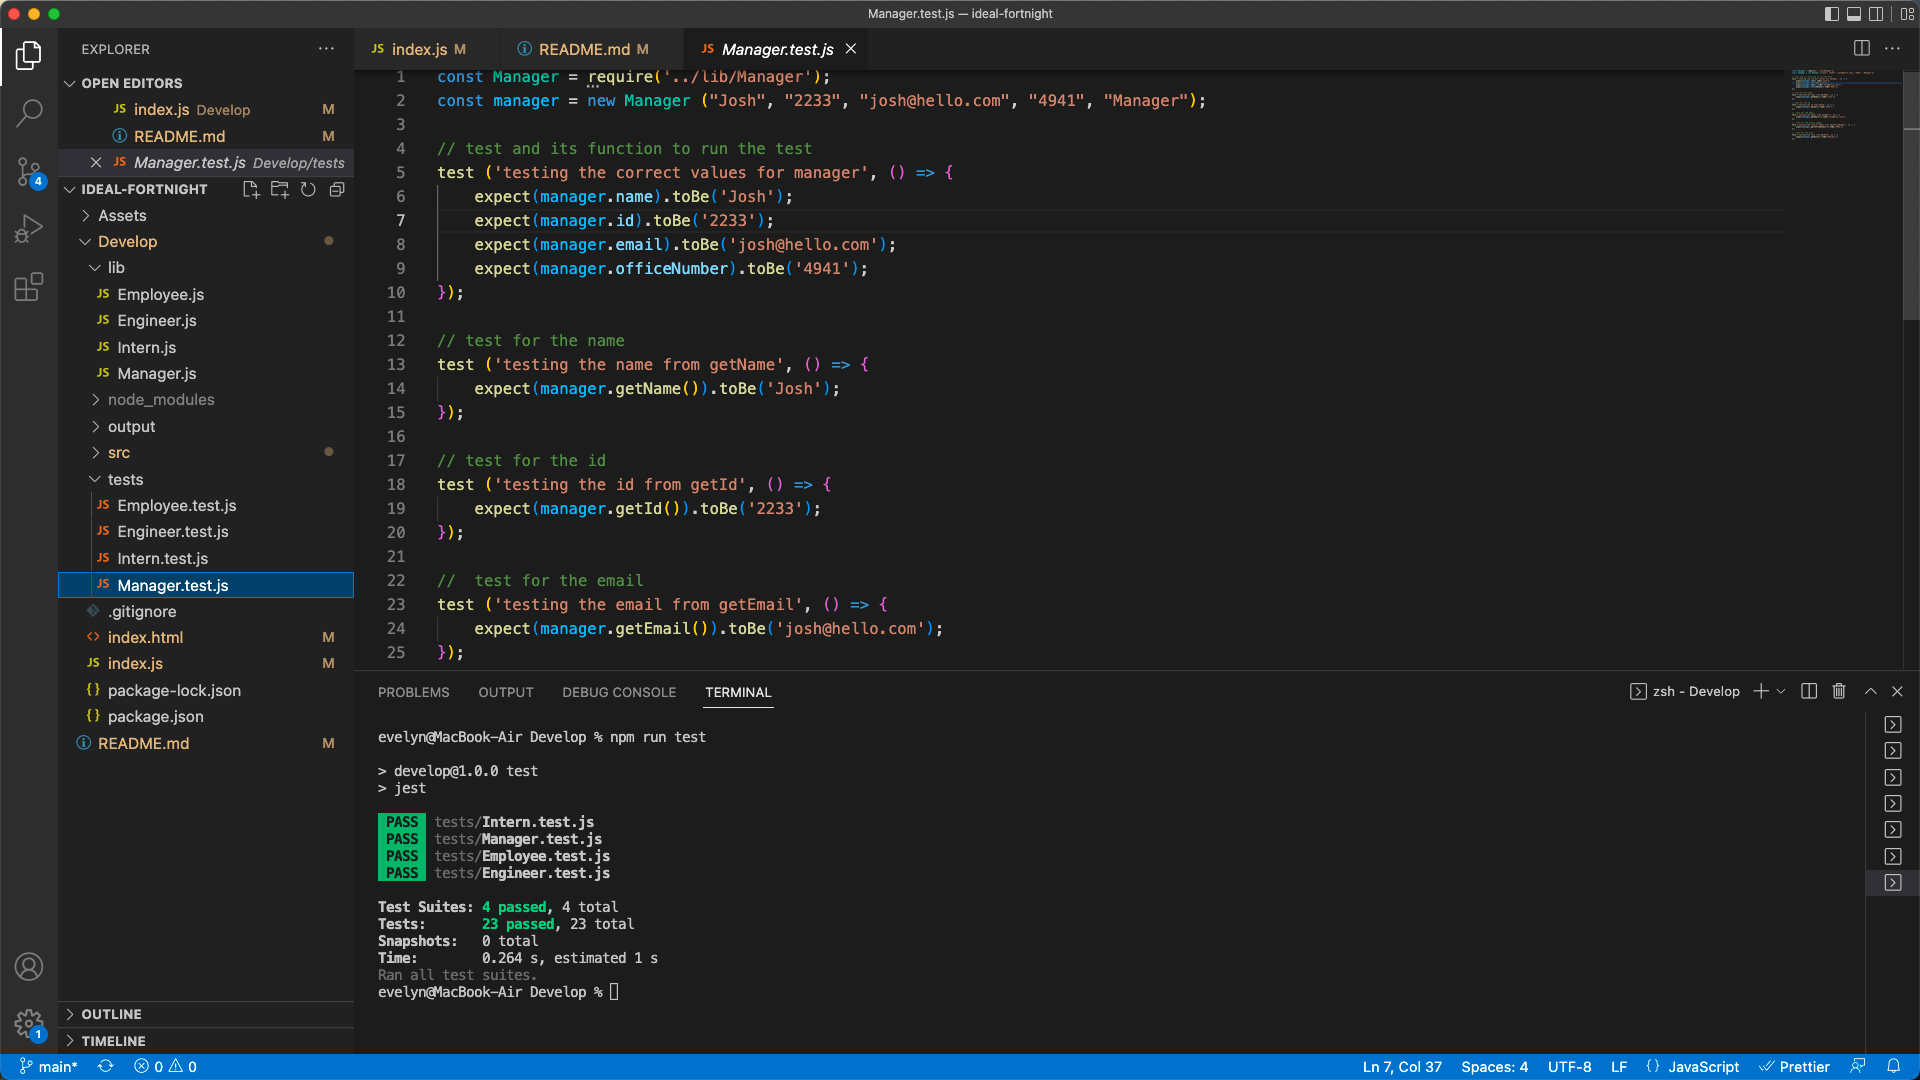 Manager.test.js — ideal-fortnight
EXPLORER
OPEN EDITORS
JS index.js Develop M
README.md M
JS Manager.test.js Develop/tests
IDEAL-FORTNIGHT
Assets
Develop
lib
JS Employee.js
JS Engineer.js
JS Intern.js
JS Manager.js
node_modules
output
src
tests
JS Employee.test.js
JS Engineer.test.js
JS Intern.test.js
JS Manager.test.js
.gitignore
<> index.html M
JS index.js M
{} package-lock.json
{} package.json
README.md M
OUTLINE
TIMELINE
4
1
JS index.js M
README.md M
JS Manager.test.js
1 const Manager = require('../lib/Manager');
2 const manager = new Manager ("Josh", "2233", "josh@hello.com", "4941", "Manager");
3
4 // test and its function to run the test
5 test ('testing the correct values for manager', () => {
6 expect(manager.name).toBe('Josh');
7 expect(manager.id).toBe('2233');
8 expect(manager.email).toBe('josh@hello.com');
9 expect(manager.officeNumber).toBe('4941');
10 });
11
12 // test for the name
13 test ('testing the name from getName', () => {
14 expect(manager.getName()).toBe('Josh');
15 });
16
17 // test for the id
18 test ('testing the id from getId', () => {
19 expect(manager.getId()).toBe('2233');
20 });
21
22 //  test for the email
23 test ('testing the email from getEmail', () => {
24 expect(manager.getEmail()).toBe('josh@hello.com');
25 });
PROBLEMS OUTPUT DEBUG CONSOLE TERMINAL
zsh - Develop
evelyn@MacBook-Air Develop % npm run test
> develop@1.0.0 test
> jest
PASS tests/Intern.test.js
PASS tests/Manager.test.js
PASS tests/Employee.test.js
PASS tests/Engineer.test.js
Test Suites: 4 passed, 4 total
Tests: 23 passed, 23 total
Snapshots: 0 total
Time: 0.264 s, estimated 1 s
Ran all test suites.
evelyn@MacBook-Air Develop %
main* 0 0
Ln 7, Col 37 Spaces: 4 UTF-8 LF {} JavaScript Prettier